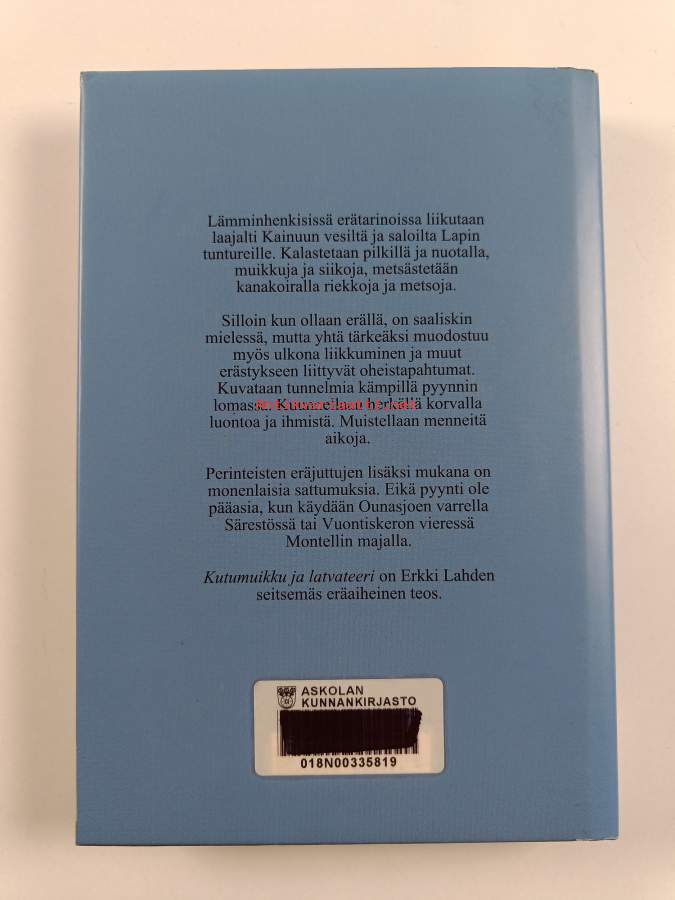 Lämminhenkisissä erätarinoissa liikutaan
laajalti Kainuun vesiltä ja saloilta Lapin
tuntureille. Kalastetaan pilkillä ja nuotalla,
muikkuja ja siikoja, metsästetään
kanakoiralla riekkoja ja metsoja.
Silloin kun ollaan erällä, on saaliskin
mielessä, mutta yhtä tärkeäksi muodostuu
myös ulkona liikkuminen ja muut
erästykseen liittyvät oheistapahtumat.
Kuvataan tunnelmia kämpillä pyynnin
lomassa. Kuunnellaan herkällä korvalla
luontoa ja ihmistä. Muistellaan menneitä
aikoja.
Perinteisten eräjuttujen lisäksi mukana on
monenlaisia sattumuksia. Eikä pyynti ole
pääasia, kun käydään Ounasjoen varrella
Särestössä tai Vuontiskeron vieressä
Montellin majalla.
Kutumuikku ja latvateeri on Erkki Lahden
seitsemäs eräaiheinen teos.
ASKOLAN
KUNNANKIRJASTO
018N00335819